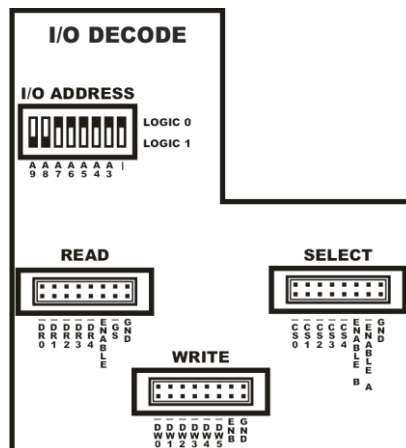 I/O DECODE
I/O ADDRESS
LOGIC 0
LOGIC 1
A9 A8 A7 A6 A5 A4 A3 |
READ
SELECT
DR0 DR1 DR2 DR3 DR4 ENABLE GS GND
CS0 CS1 CS2 CS3 CS4 ENABLE B ENABLE A GND
WRITE
DW0 DW1 DW2 DW3 DW4 DW5 ENB GND